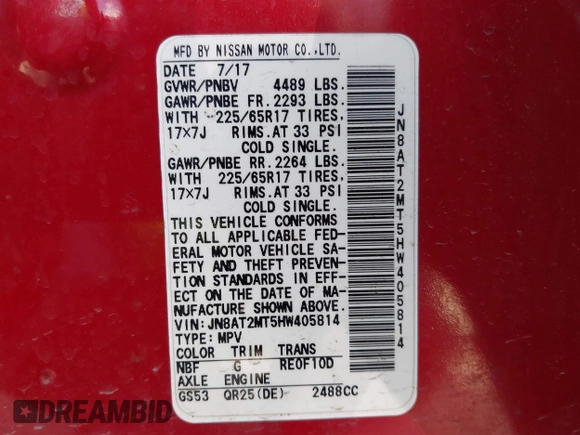 MFD BY NISSAN MOTOR CO.,LTD.
DATE 7/17
GVWR/PNBV 4489 LBS.
GAWR/PNBE FR. 2293 LBS.
WITH 225/65R17 TIRES,
17×7J RIMS.AT 33 PSI
COLD SINGLE.
GAWR/PNBE RR. 2264 LBS.
WITH 225/65R17 TIRES,
17×7J RIMS.AT 33 PSI
COLD SINGLE.
THIS VEHICLE CONFORMS
TO ALL APPLICABLE FED-
ERAL MOTOR VEHICLE SA-
FETY AND THEFT PREVEN-
TION STANDARDS IN EFF-
ECT ON THE DATE OF MA-
NUFACTURE SHOWN ABOVE.
VIN: JN8AT2MT5HW405814
TYPE: MPV
COLOR TRIM TRANS
NBF G RE0F10D
AXLE ENGINE
GS53 QR25(DE) 2488CC
JN8AT2MT5HW405814
DREAMBID